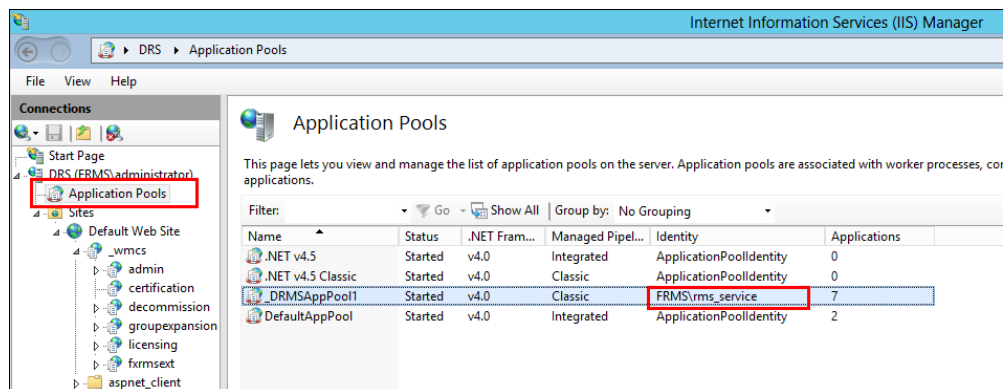 Internet Information Services (IIS) Manager
DRS Application Pools
File View Help
Connections
Start Page
DRS (FRMS\administrator)
Application Pools
Sites
Default Web Site
_wmcs
admin
certification
decommission
groupexpansion
licensing
fxrmsext
aspnet_client
Application Pools
This page lets you view and manage the list of application pools on the server. Application pools are associated with worker processes, con
applications.
Filter: Go Show All Group by: No Grouping
Name Status .NET Fram... Managed Pipel... Identity Applications
.NET v4.5 Started v4.0 Integrated ApplicationPoolIdentity 0
.NET v4.5 Classic Started v4.0 Classic ApplicationPoolIdentity 0
_DRMSAppPool1 Started v4.0 Classic FRMS\rms_service 7
DefaultAppPool Started v4.0 Integrated ApplicationPoolIdentity 2